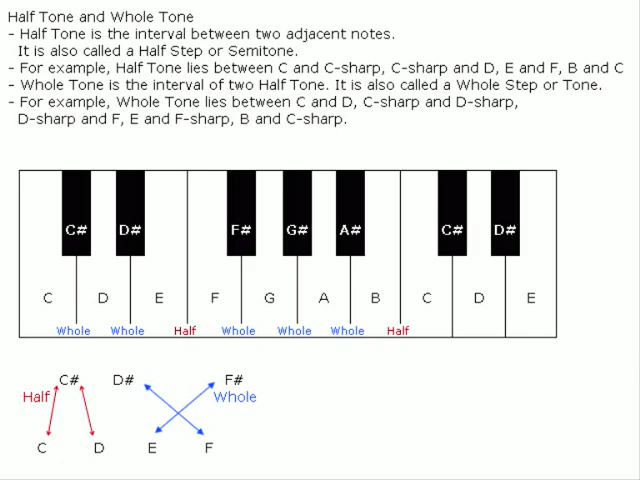 Half Tone and Whole Tone
- Half Tone is the interval between two adjacent notes.
It is also called a Half Step or Semitone.
- For example, Half Tone lies between C and C-sharp, C-sharp and D, E and F, B and C
- Whole Tone is the interval of two Half Tone. It is also called a Whole Step or Tone.
- For example, Whole Tone lies between C and D, C-sharp and D-sharp,
D-sharp and F, E and F-sharp, B and C-sharp.
C# D# F# G# A# C# D#
C D E F G A B C D E
Whole Whole Half Whole Whole Whole Half
C# D# F#
Half Whole
C D E F